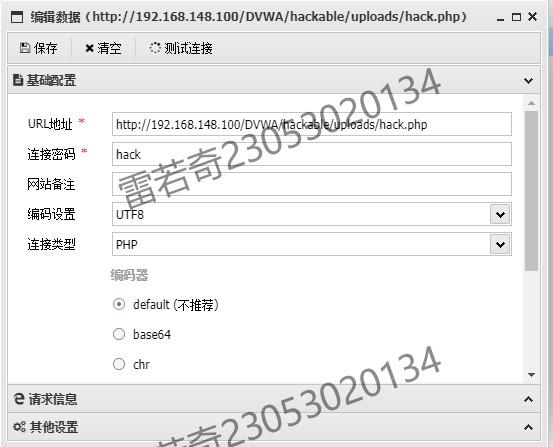 编辑数据 (http://192.168.148.100/DVWA/hackable/uploads/hack.php)
保存 清空 测试连接
基础配置
URL地址 * http://192.168.148.100/DVWA/hackable/uploads/hack.php
连接密码 * hack
网站备注
编码设置 UTF8
连接类型 PHP
编码器
default (不推荐)
base64
chr
请求信息
其他设置
雷若奇23053020134
雷若奇23053020134